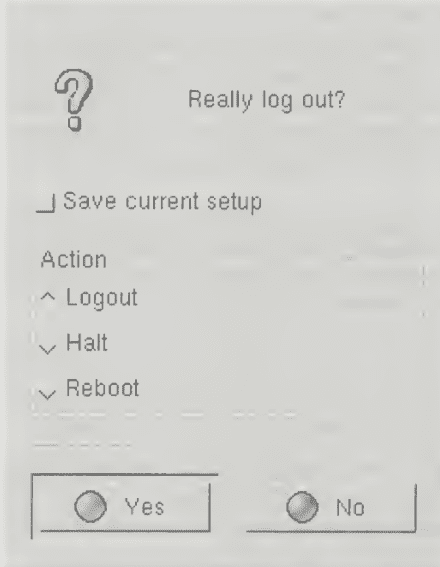 Really log out?
Save current setup
Action
Logout
Halt
Reboot
Yes
No